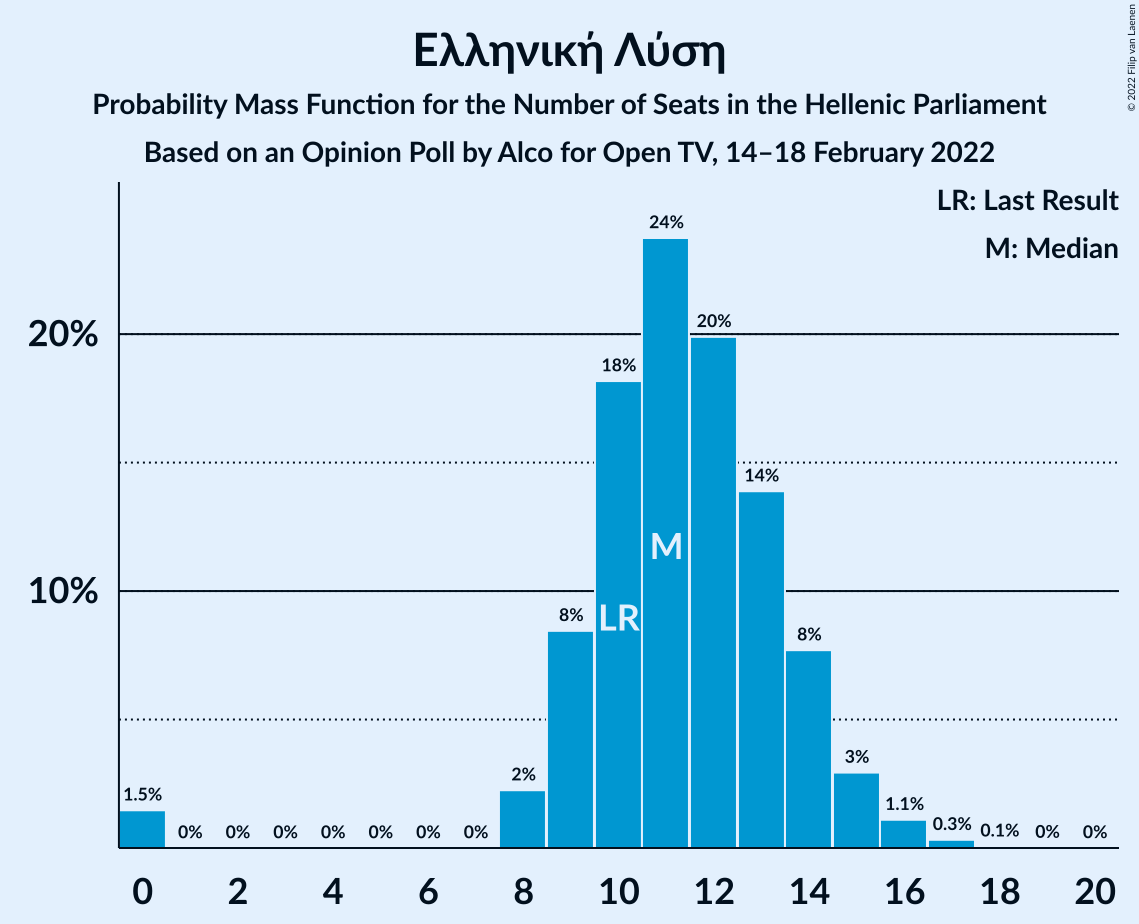 © 2022 Filip van Laenen
Ελληνική Λύση
Probability Mass Function for the Number of Seats in the Hellenic Parliament
Based on an Opinion Poll by Alco for Open TV, 14–18 February 2022
LR: Last Result
M: Median
24%
20%
20%
18%
14%
M
10%
8%
LR
8%
3%
2%
1.5%
1.1%
0% 0% 0% 0% 0% 0% 0% 0.3% 0.1% 0% 0%
0 2 4 6 8 10 12 14 16 18 20